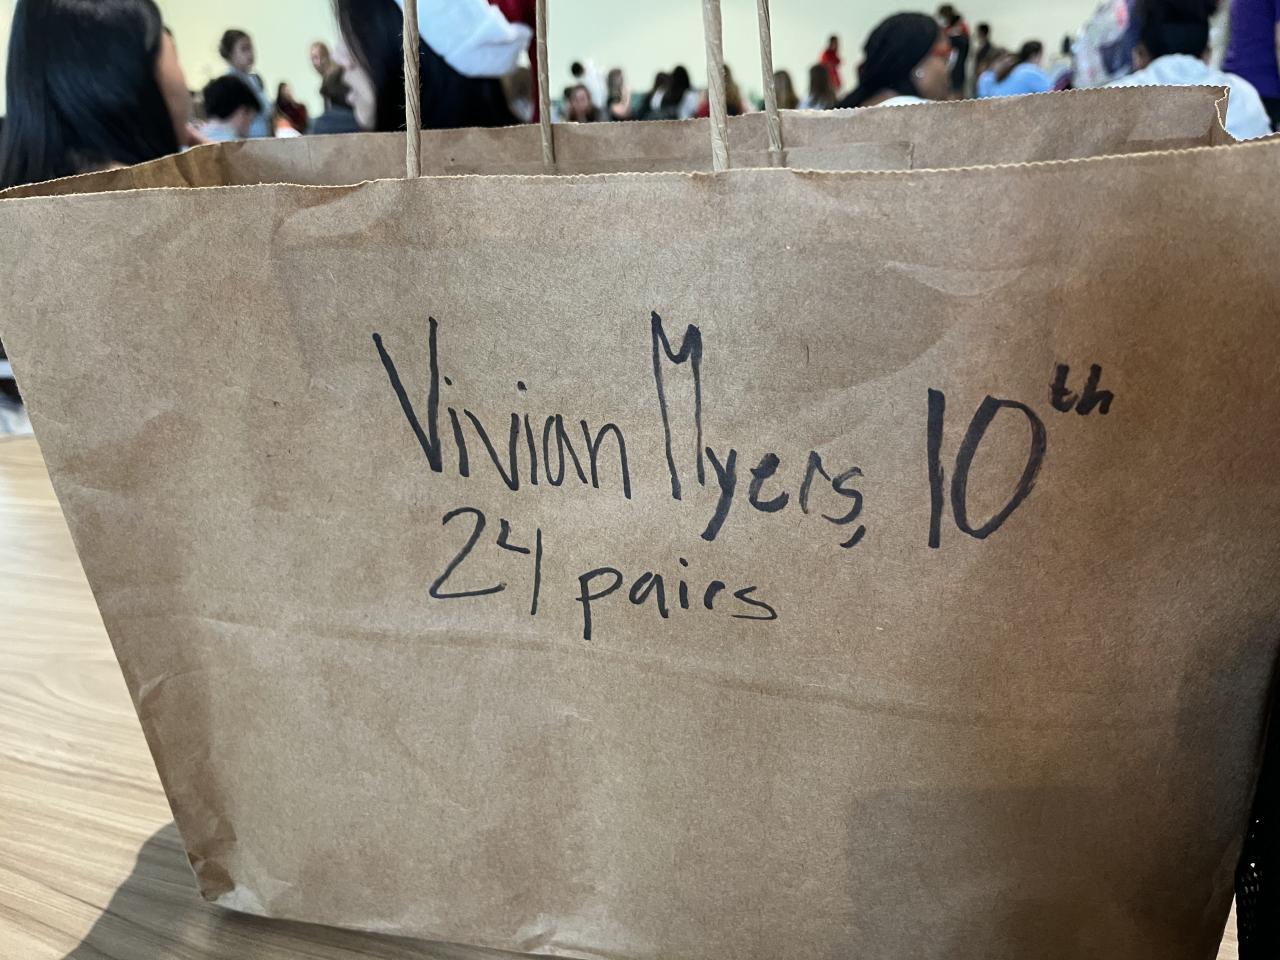 Vivian Myers, 10th
24 pairs